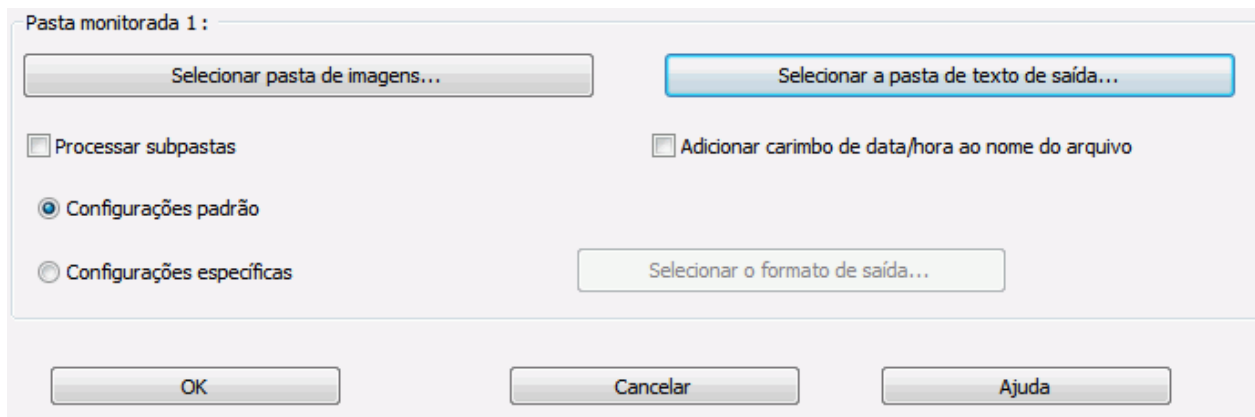 Pasta monitorada 1 :
Selecionar pasta de imagens... Selecionar a pasta de texto de saída...
Processar subpastas Adicionar carimbo de data/hora ao nome do arquivo
Configurações padrão
Configurações específicas Selecionar o formato de saída...
OK Cancelar Ajuda